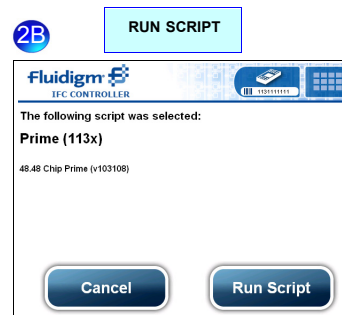 2B
RUN SCRIPT
Fluidigm
IFC CONTROLLER
1131111111
The following script was selected:
Prime (113x)
48.48 Chip Prime (v103108)
Cancel
Run Script